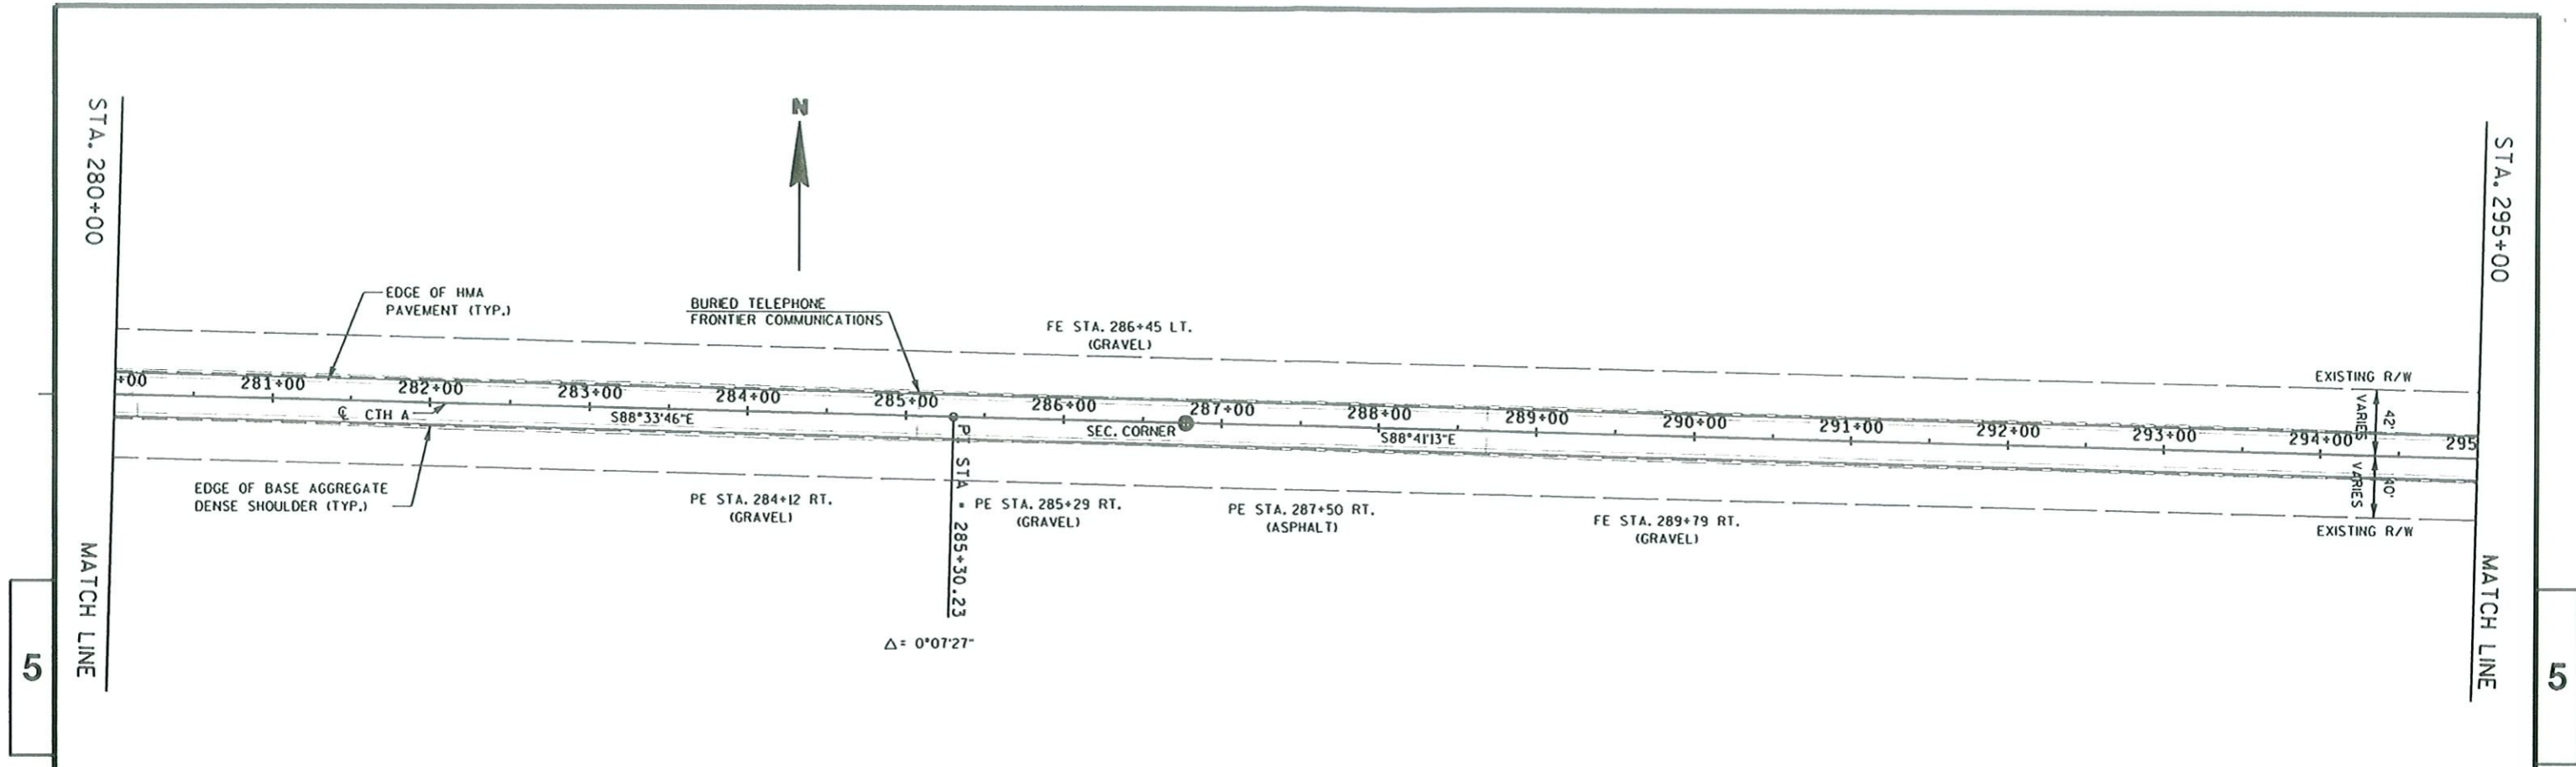 STA. 280+00
MATCH LINE
N
EDGE OF HMA
PAVEMENT (TYP.)
BURIED TELEPHONE
FRONTIER COMMUNICATIONS
FE STA. 286+45 LT.
(GRAVEL)
STA. 295+00
MATCH LINE
EXISTING R/W
+00
281+00
282+00
283+00
284+00
285+00
286+00
287+00
288+00
289+00
290+00
291+00
292+00
293+00
294+00
295
VARIES
42'
VARIES
40'
℄ CTH A
S88°33'46"E
SEC. CORNER
S88°41'13"E
EDGE OF BASE AGGREGATE
DENSE SHOULDER (TYP.)
PE STA. 284+12 RT.
(GRAVEL)
PI STA = 285+30.23
PE STA. 285+29 RT.
(GRAVEL)
PE STA. 287+50 RT.
(ASPHALT)
FE STA. 289+79 RT.
(GRAVEL)
EXISTING R/W
Δ= 0°07'27"
5
5